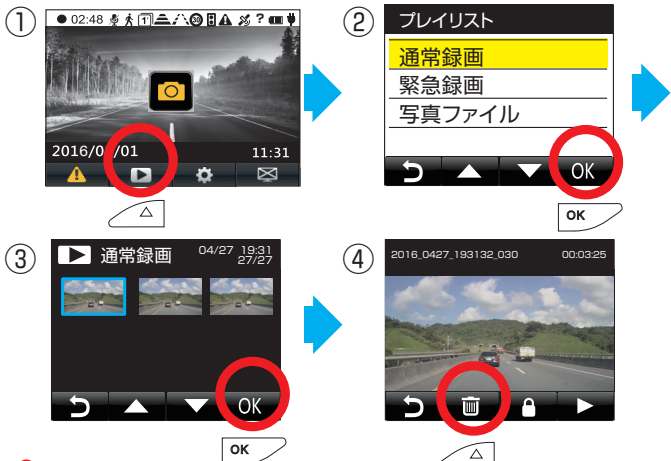 ①
02:48 1 30 ?
2016/0 /01 11:31
②
プレイリスト
通常録画
緊急録画
写真ファイル
OK
OK
③
通常録画 04/27 19:31
27/27
OK
OK
④
2016_0427_193132_030 00:03:25